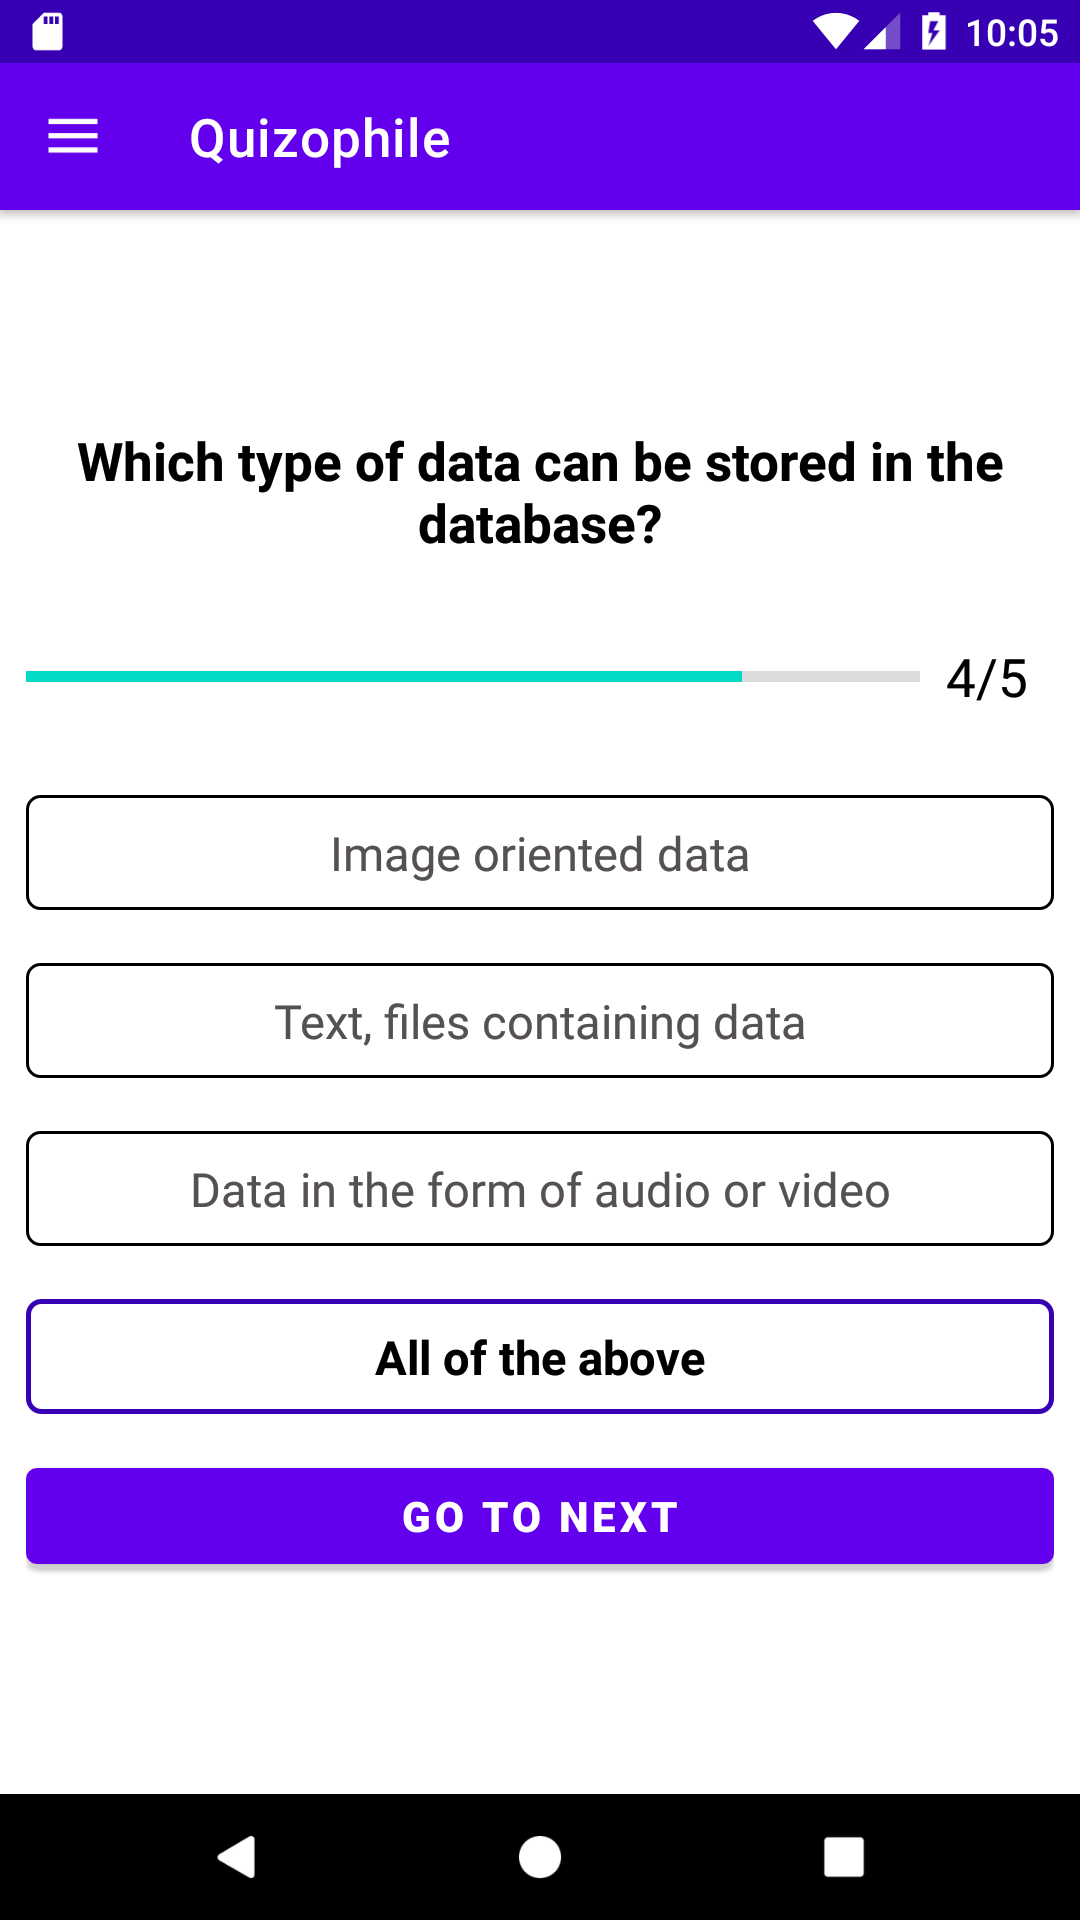 10:05
Quizophile
Which type of data can be stored in the
database?
4/5
Image oriented data
Text, files containing data
Data in the form of audio or video
All of the above
GO TO NEXT